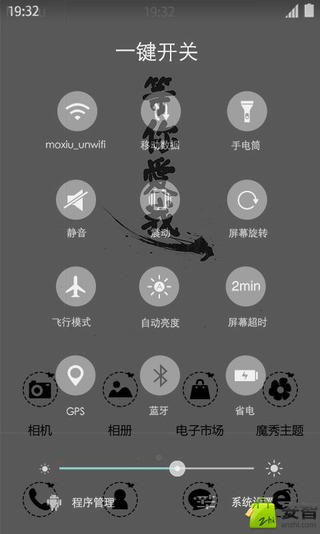 19:32
19:32
19:32
一键开关
moxiu_unwifi
移动数据
手电筒
静音
震动
屏幕旋转
2min
飞行模式
自动亮度
屏幕超时
GPS
蓝牙
省电
相机
相册
电子市场
魔秀主题
程序管理
系统设置
安智
anzhi.com